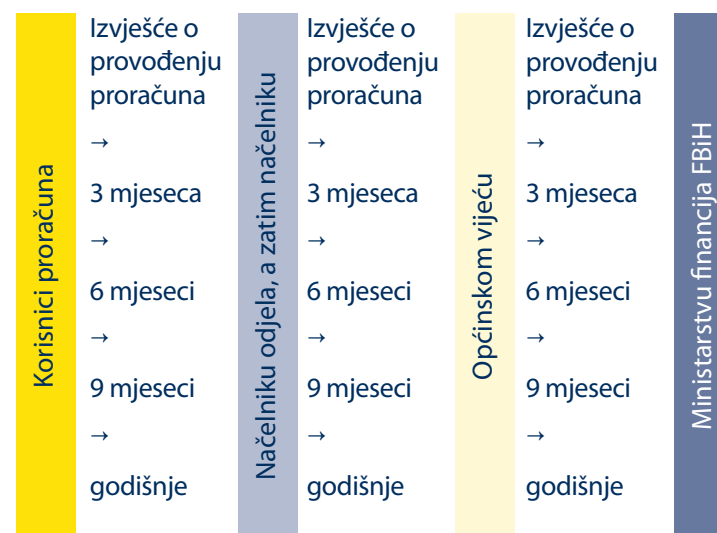 Korisnici proračuna
Izvješće o
provođenju
proračuna
→
3 mjeseca
→
6 mjeseci
→
9 mjeseci
→
godišnje
Načelniku odjela, a zatim načelniku
Izvješće o
provođenju
proračuna
→
3 mjeseca
→
6 mjeseci
→
9 mjeseci
→
godišnje
Općinskom vijeću
Izvješće o
provođenju
proračuna
→
3 mjeseca
→
6 mjeseci
→
9 mjeseci
→
godišnje
Ministarstvu financija FBiH